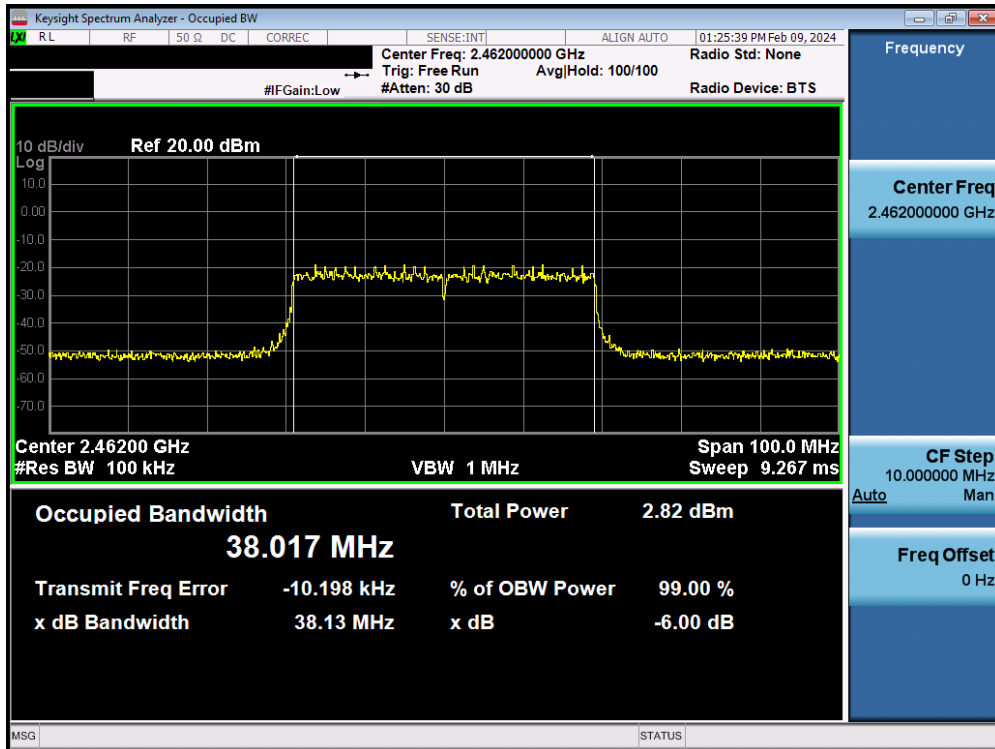 Keysight Spectrum Analyzer - Occupied BW
LXI RL RF 50 Ω DC CORREC SENSE:INT ALIGN AUTO 01:25:39 PM Feb 09, 2024
Center Freq: 2.462000000 GHz Radio Std: None
Trig: Free Run Avg|Hold: 100/100
#IFGain:Low #Atten: 30 dB Radio Device: BTS
10 dB/div Ref 20.00 dBm
Log
10.0
0.00
-10.0
-20.0
-30.0
-40.0
-50.0
-60.0
-70.0
Center 2.46200 GHz Span 100.0 MHz
#Res BW 100 kHz VBW 1 MHz Sweep 9.267 ms
Occupied Bandwidth Total Power 2.82 dBm
38.017 MHz
Transmit Freq Error -10.198 kHz % of OBW Power 99.00 %
x dB Bandwidth 38.13 MHz x dB -6.00 dB
MSG STATUS
Frequency
Center Freq
2.462000000 GHz
CF Step
10.000000 MHz
Auto Man
Freq Offset
0 Hz